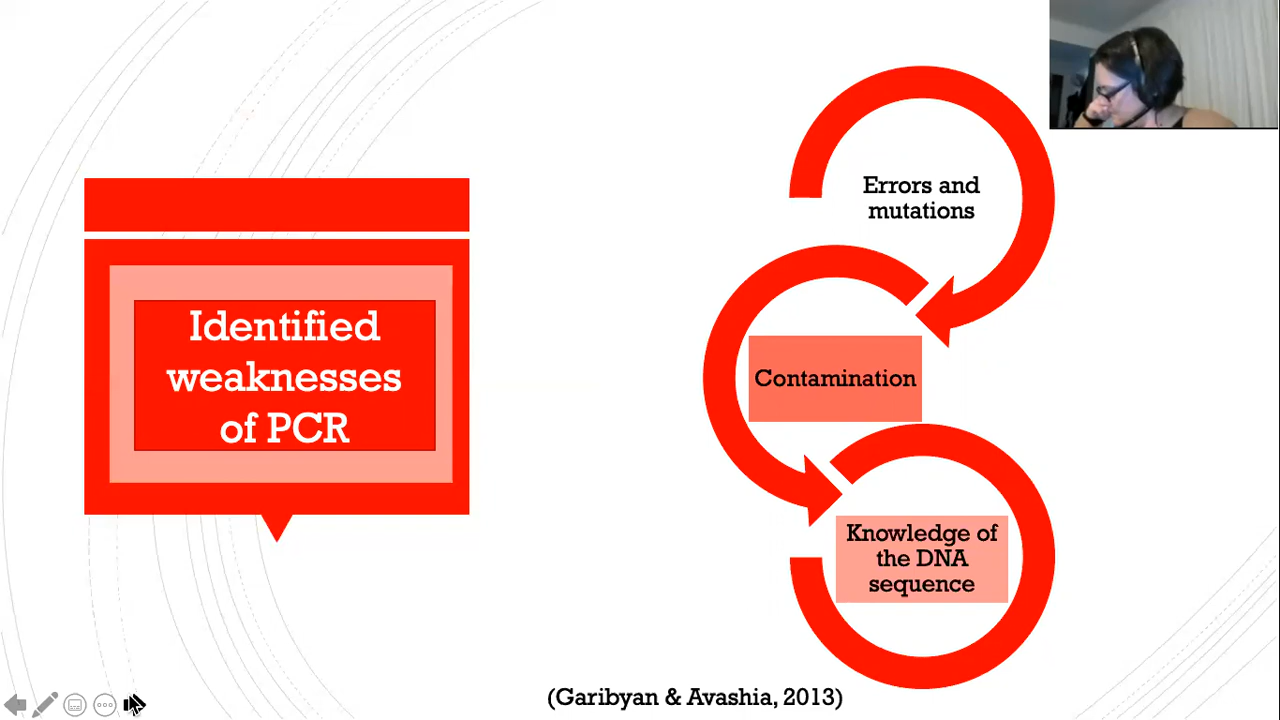 Identified
weaknesses
of PCR
Errors and
mutations
Contamination
Knowledge of
the DNA
sequence
(Garibyan & Avashia, 2013)